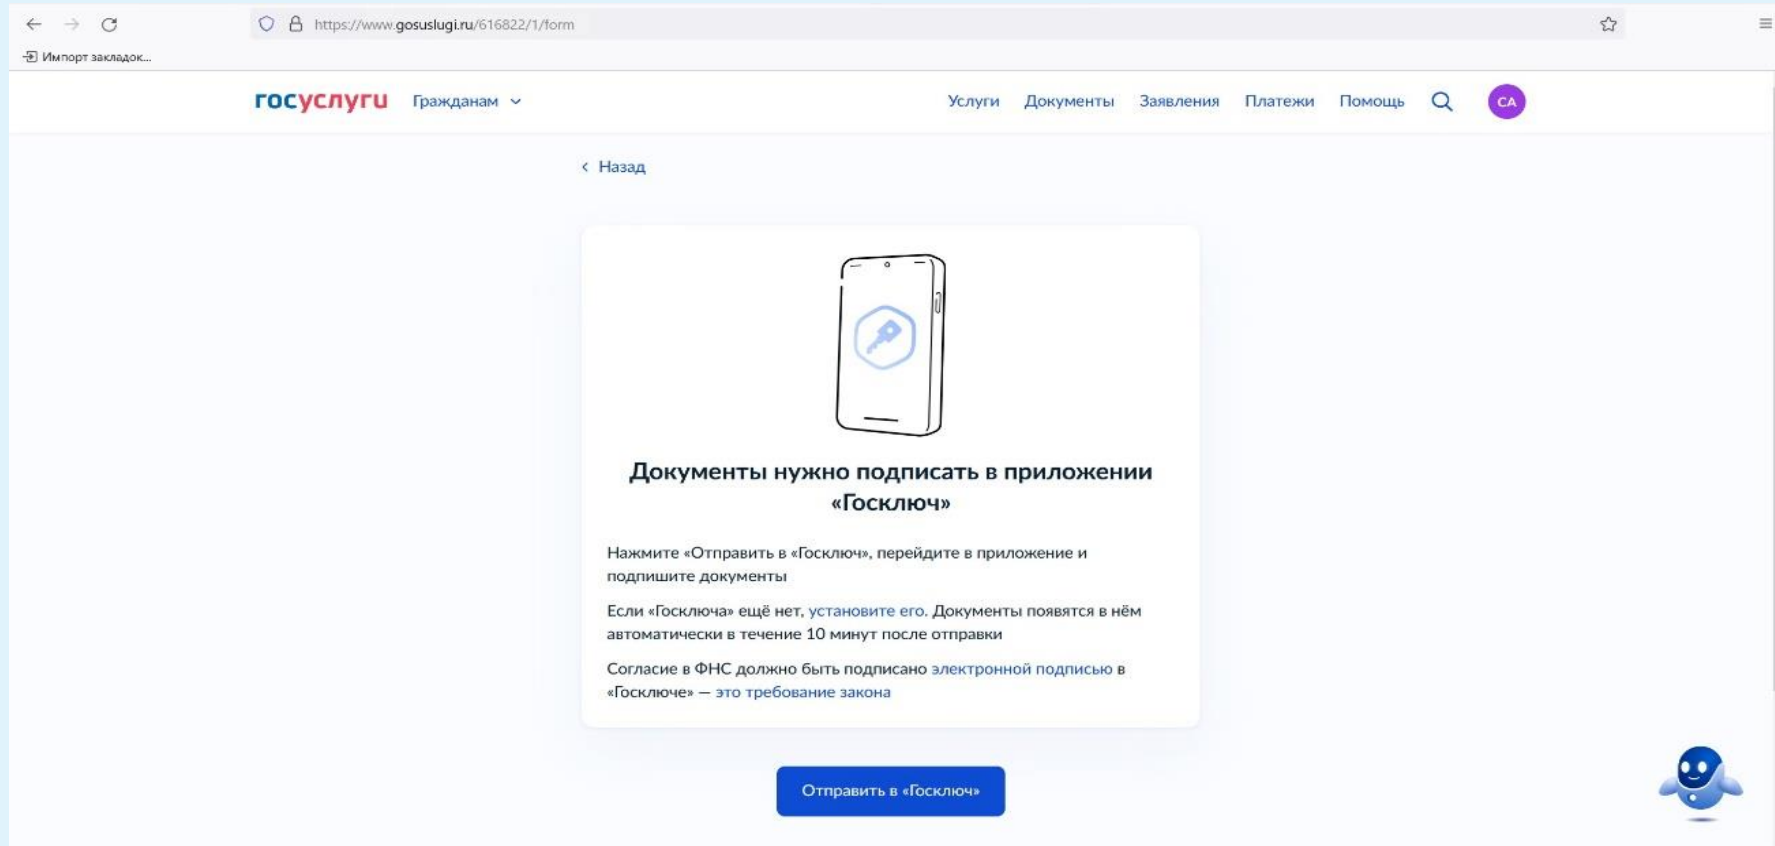 https://www.gosuslugi.ru/616822/1/form
Импорт закладок...
госуслуги Гражданам Услуги Документы Заявления Платежи Помощь СА
Назад
Документы нужно подписать в приложении
«Госключ»
Нажмите «Отправить в «Госключ», перейдите в приложение и
подпишите документы
Если «Госключа» ещё нет, установите его. Документы появятся в нём
автоматически в течение 10 минут после отправки
Согласие в ФНС должно быть подписано электронной подписью в
«Госключе» — это требование закона
Отправить в «Госключ»